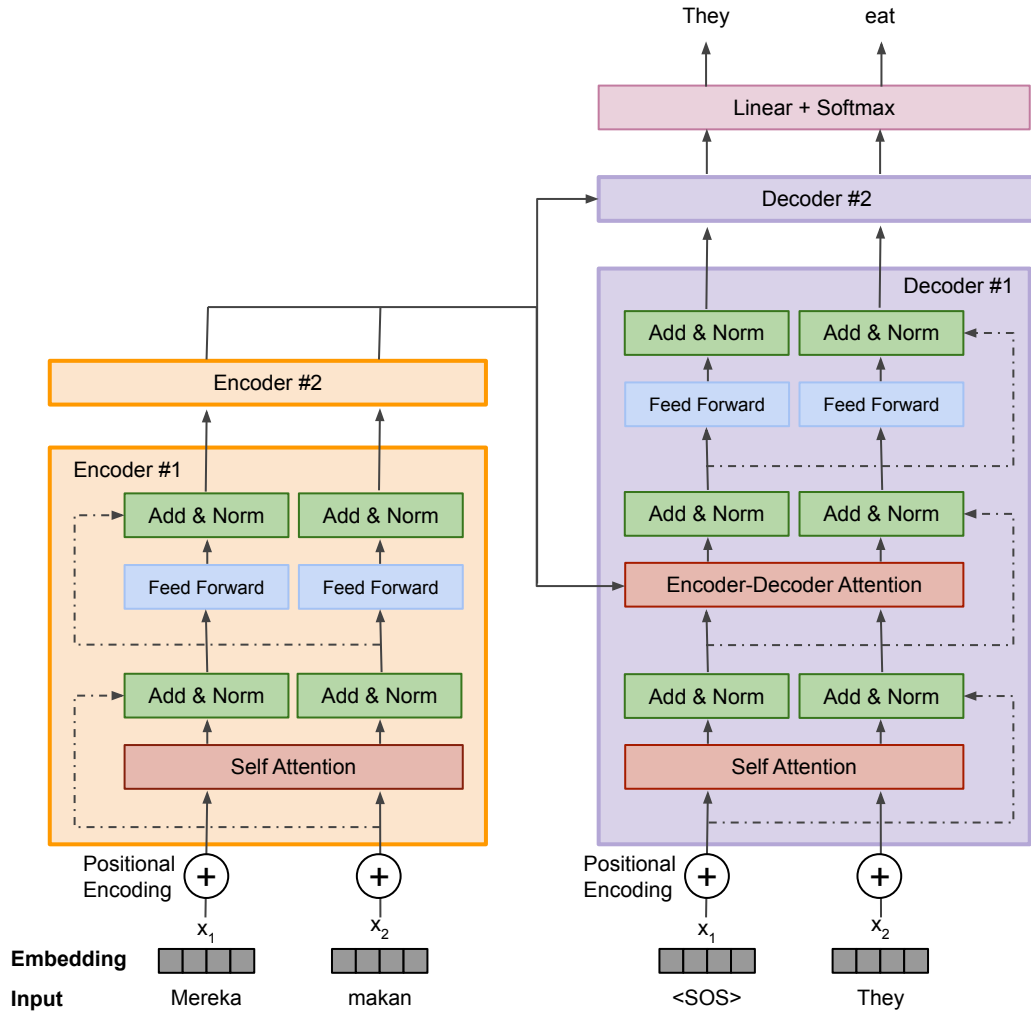 They eat
Linear + Softmax
Decoder #2
Decoder #1
Add & Norm Add & Norm
Feed Forward Feed Forward
Add & Norm Add & Norm
Encoder-Decoder Attention
Add & Norm Add & Norm
Self Attention
Encoder #2
Encoder #1
Add & Norm Add & Norm
Feed Forward Feed Forward
Add & Norm Add & Norm
Self Attention
Positional
Encoding
+ +
Positional
Encoding
+ +
x₁ x₂ x₁ x₂
Embedding
Input Mereka makan <SOS> They